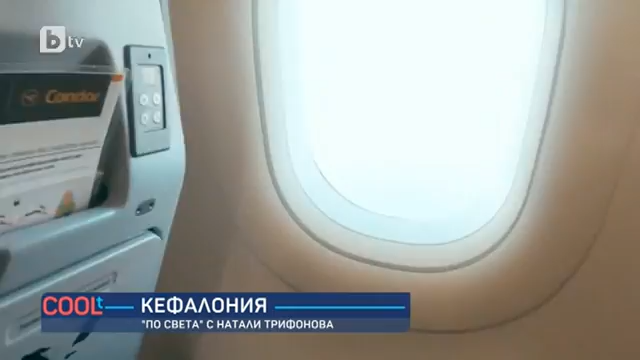 btv
Condor
COOLt
КЕФАЛОНИЯ
"ПО СВЕТА" С НАТАЛИ ТРИФОНОВА